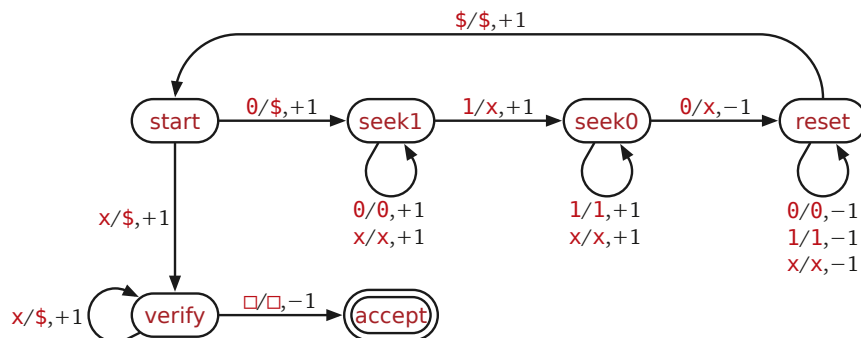 $/$,+1
0/$,+1
1/x,+1
0/x,−1
start
seek1
seek0
reset
x/$,+1
0/0,+1
x/x,+1
1/1,+1
x/x,+1
0/0,−1
1/1,−1
x/x,−1
x/$,+1
verify
□/□,−1
accept